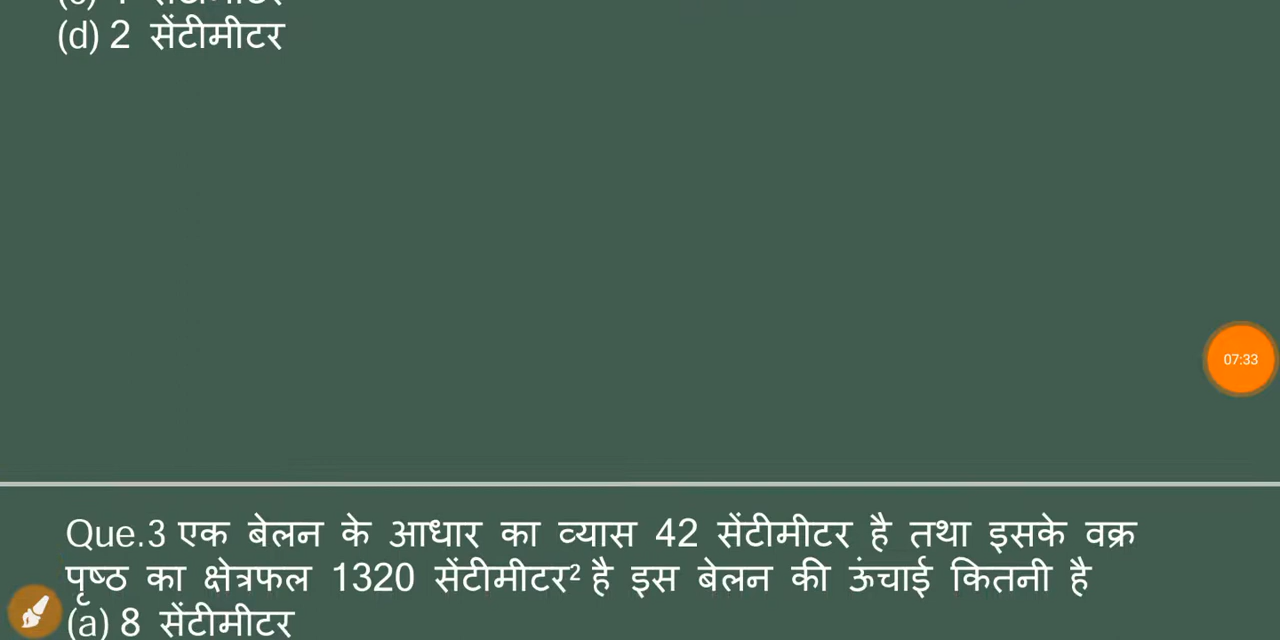 (d) 2 सेंटीमीटर
07:33
Que.3 एक बेलन के आधार का व्यास 42 सेंटीमीटर है तथा इसके वक्र
पृष्ठ का क्षेत्रफल 1320 सेंटीमीटर² है इस बेलन की ऊंचाई कितनी है
(a) 8 सेंटीमीटर